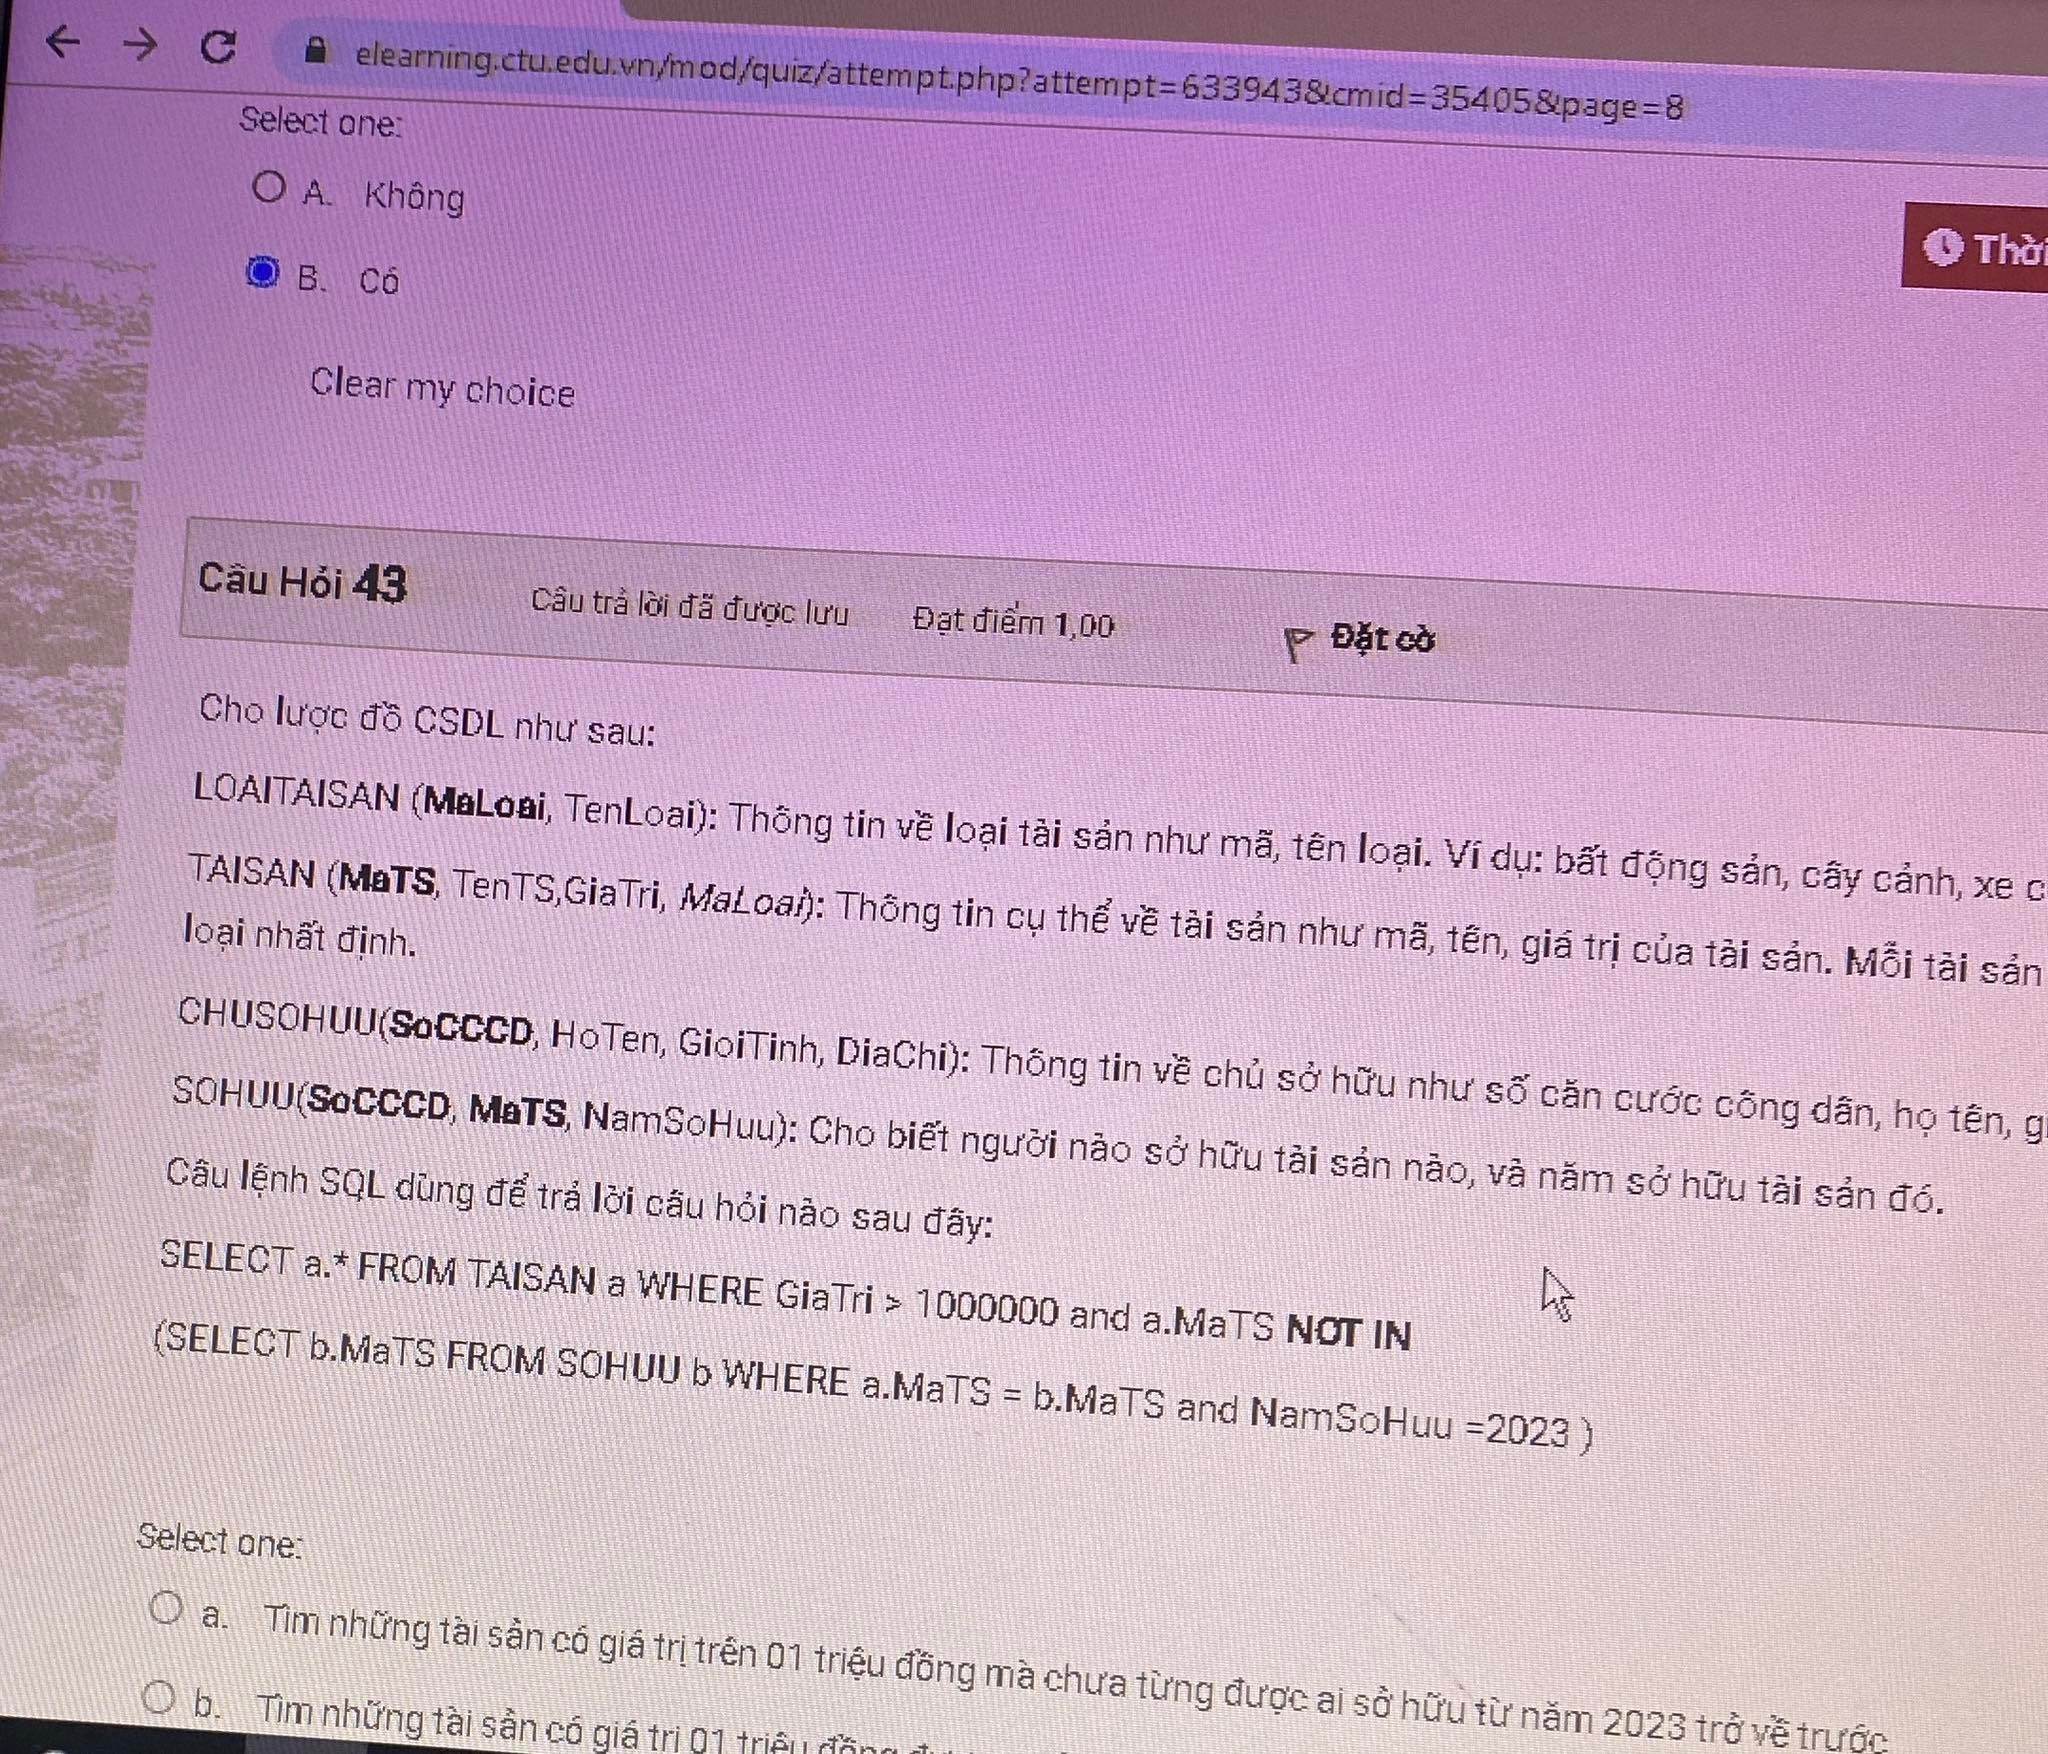 elearning.ctu.edu.vn/mod/quiz/attempt.php?attempt=6339438&cmid=35405&page=8
Select one:
A. Không
Thời
B. Có
Clear my choice
Câu Hỏi 43 Câu trả lời đã được lưu Đạt điểm 1,00 Đặt cờ
Cho lược đồ CSDL như sau:
LOAITAISAN (MaLoai, TenLoai): Thông tin về loại tài sản như mã, tên loại. Ví dụ: bất động sản, cây cảnh, xe c
TAISAN (MaTS, TenTS,GiaTri, MaLoai): Thông tin cụ thể về tài sản như mã, tên, giá trị của tài sản. Mỗi tài sản
loại nhất định.
CHUSOHUU(SoCCCD, HoTen, GioiTinh, DiaChi): Thông tin về chủ sở hữu như số căn cước công dân, họ tên, gi
SOHUU(SoCCCD, MaTS, NamSoHuu): Cho biết người nào sở hữu tài sản nào, và năm sở hữu tài sản đó.
Câu lệnh SQL dùng để trả lời câu hỏi nào sau đây:
SELECT a.* FROM TAISAN a WHERE GiaTri > 1000000 and a.MaTS NOT IN
(SELECT b.MaTS FROM SOHUU b WHERE a.MaTS = b.MaTS and NamSoHuu =2023 )
Select one:
a. Tìm những tài sản có giá trị trên 01 triệu đồng mà chưa từng được ai sở hữu từ năm 2023 trở về trước
b. Tìm những tài sản có giá trị 01 triệu đồng